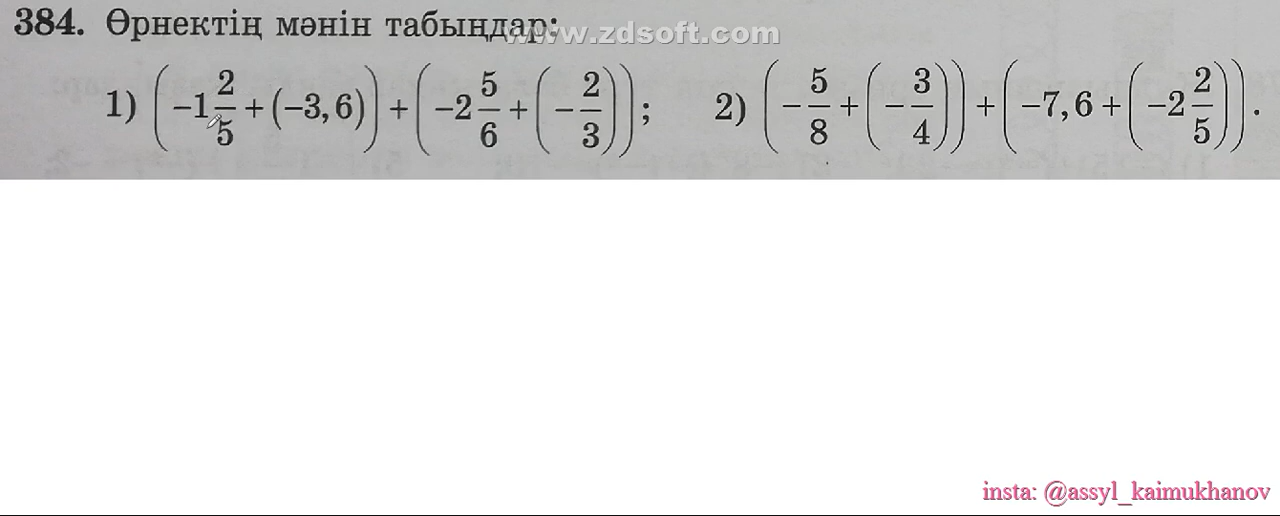 384. Өрнектің мәнін табыңдар:
www.zdsoft.com
1) (−1 2/5 + (−3,6)) + (−2 5/6 + (−2/3)); 2) (−5/8 + (−3/4)) + (−7,6 + (−2 2/5)).
insta: @assyl_kaimukhanov